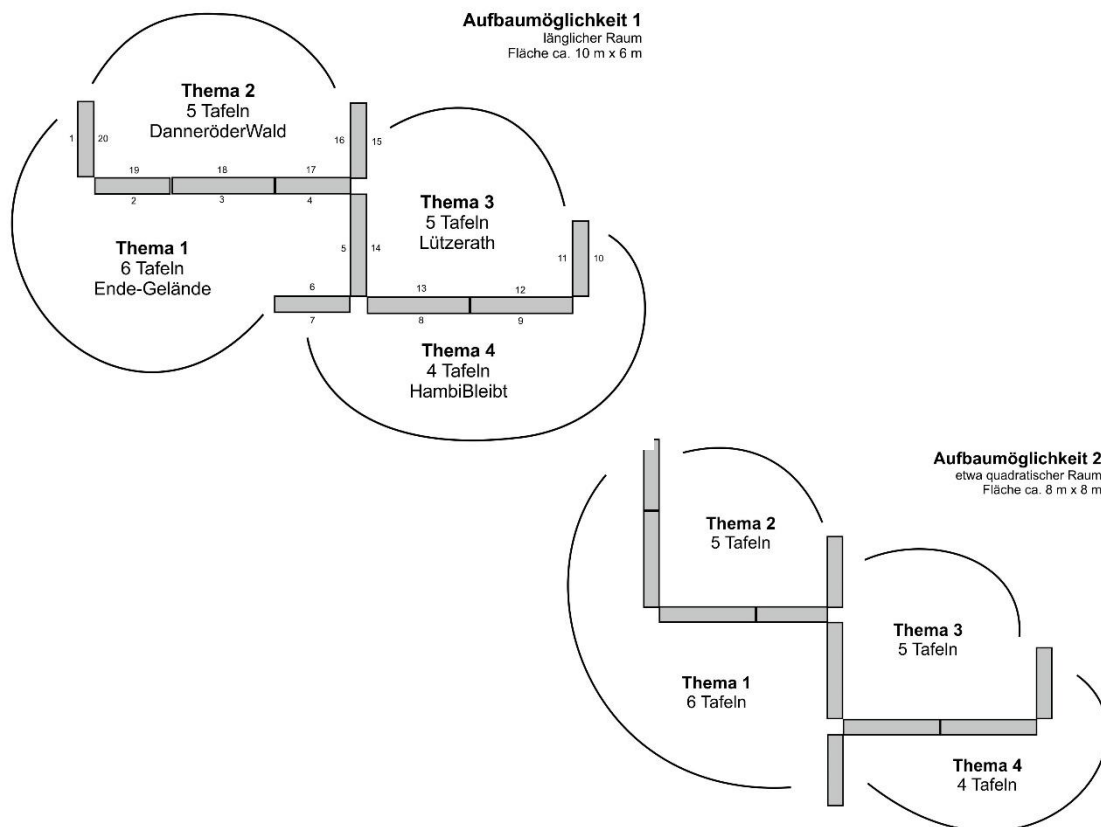 Aufbaumöglichkeit 1
länglicher Raum
Fläche ca. 10 m x 6 m
Thema 2
5 Tafeln
DanneröderWald
1
20
16
15
19
18
17
2
3
4
Thema 3
5 Tafeln
Lützerath
Thema 1
6 Tafeln
Ende-Gelände
5
14
11
10
6
13
12
7
8
9
Thema 4
4 Tafeln
HambiBleibt
Aufbaumöglichkeit 2
etwa quadratischer Raum
Fläche ca. 8 m x 8 m
Thema 2
5 Tafeln
Thema 3
5 Tafeln
Thema 1
6 Tafeln
Thema 4
4 Tafeln